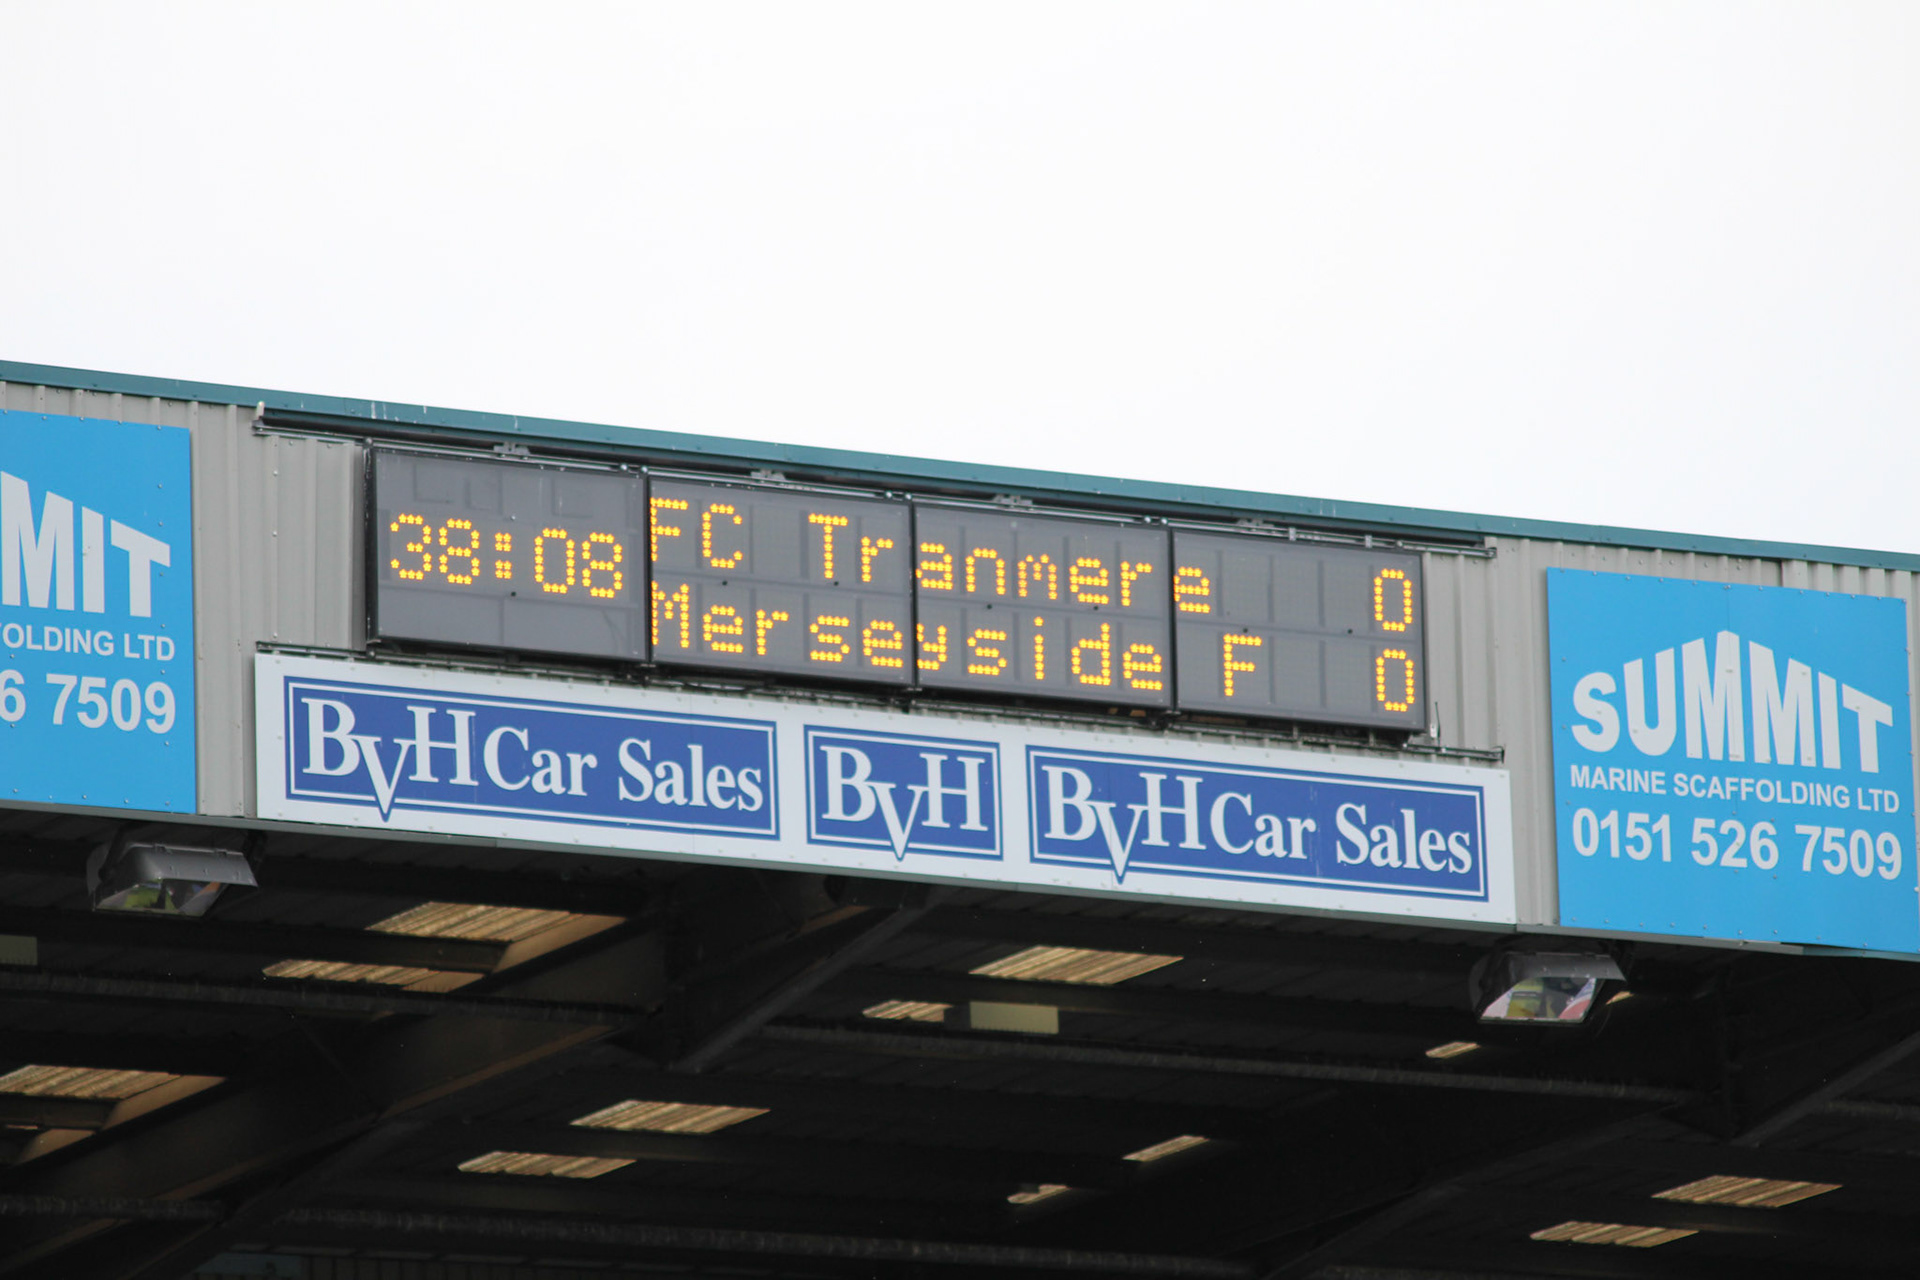 MIT
OLDING LTD
6 7509
38:08
FC Tranmere 0
Merseyside F 0
BVH Car Sales
BVH
BVH Car Sales
SUMMIT
MARINE SCAFFOLDING LTD
0151 526 7509